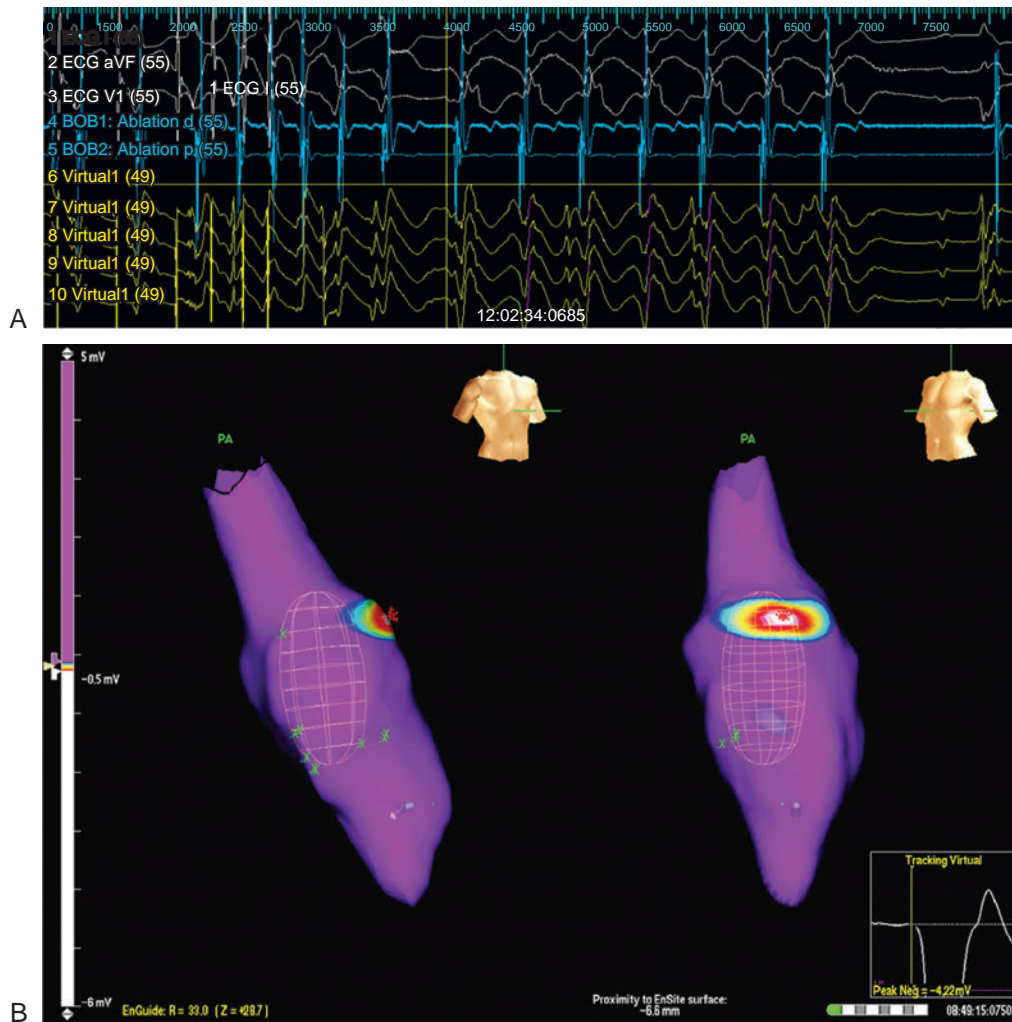 500 1000 1500 2000 2500 3000 3500 4000 4500 5000 5500 6000 6500 7000 7500
2 ECG aVF (55)
1 ECG I (55)
3 ECG V1 (55)
4 BOB1: Ablation d (55)
5 BOB2: Ablation p (55)
6 Virtual1 (49)
7 Virtual1 (49)
8 Virtual1 (49)
9 Virtual1 (49)
10 Virtual1 (49)
12:02:34:0685
A
5 mV
PA
PA
-0.5 mV
Tracking Virtual
Peak Neg = -4.22mV
-6 mV
EnGuide: R = 33.0 ( Z = +28.7)
Proximity to EnSite surface:
-6.6 mm
08:49:15:0750
B